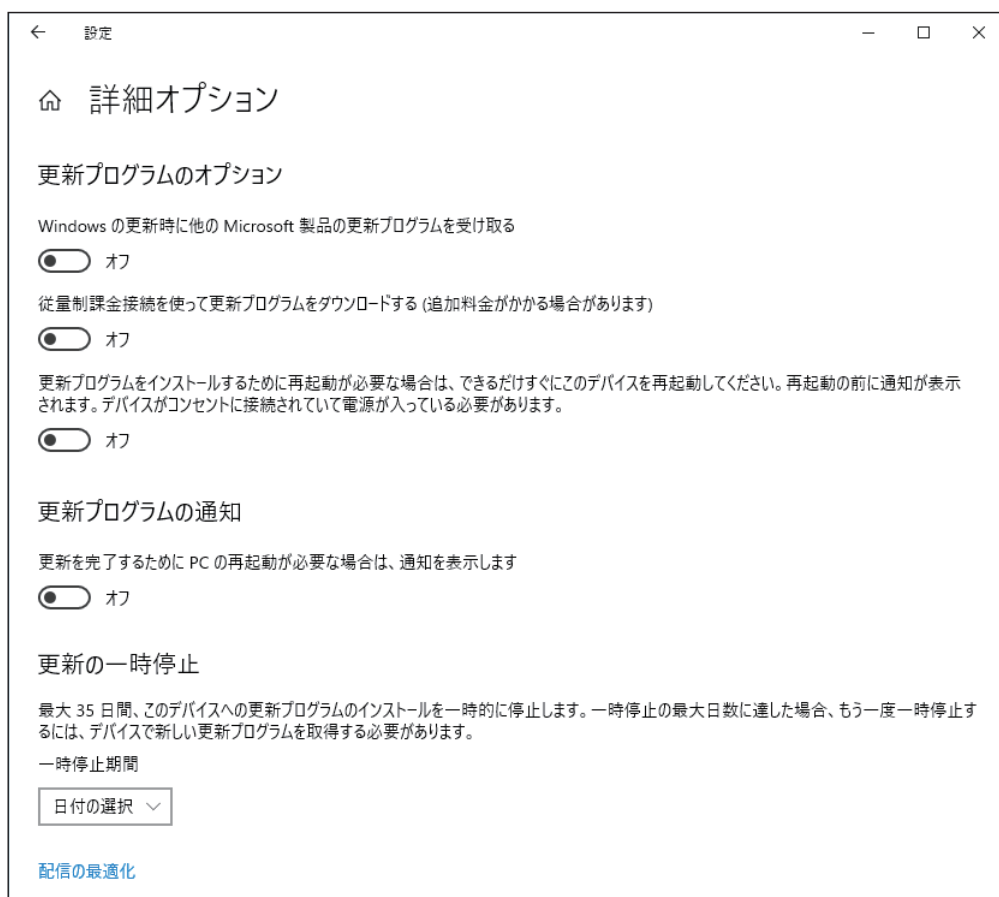 設定
詳細オプション
更新プログラムのオプション
Windows の更新時に他の Microsoft 製品の更新プログラムを受け取る
オフ
従量制課金接続を使って更新プログラムをダウンロードする (追加料金がかかる場合があります)
オフ
更新プログラムをインストールするために再起動が必要な場合は、できるだけすぐにこのデバイスを再起動してください。再起動の前に通知が表示
されます。デバイスがコンセントに接続されていて電源が入っている必要があります。
オフ
更新プログラムの通知
更新を完了するために PC の再起動が必要な場合は、通知を表示します
オフ
更新の一時停止
最大 35 日間、このデバイスへの更新プログラムのインストールを一時的に停止します。一時停止の最大日数に達した場合、もう一度一時停止す
るには、デバイスで新しい更新プログラムを取得する必要があります。
一時停止期間
日付の選択
配信の最適化